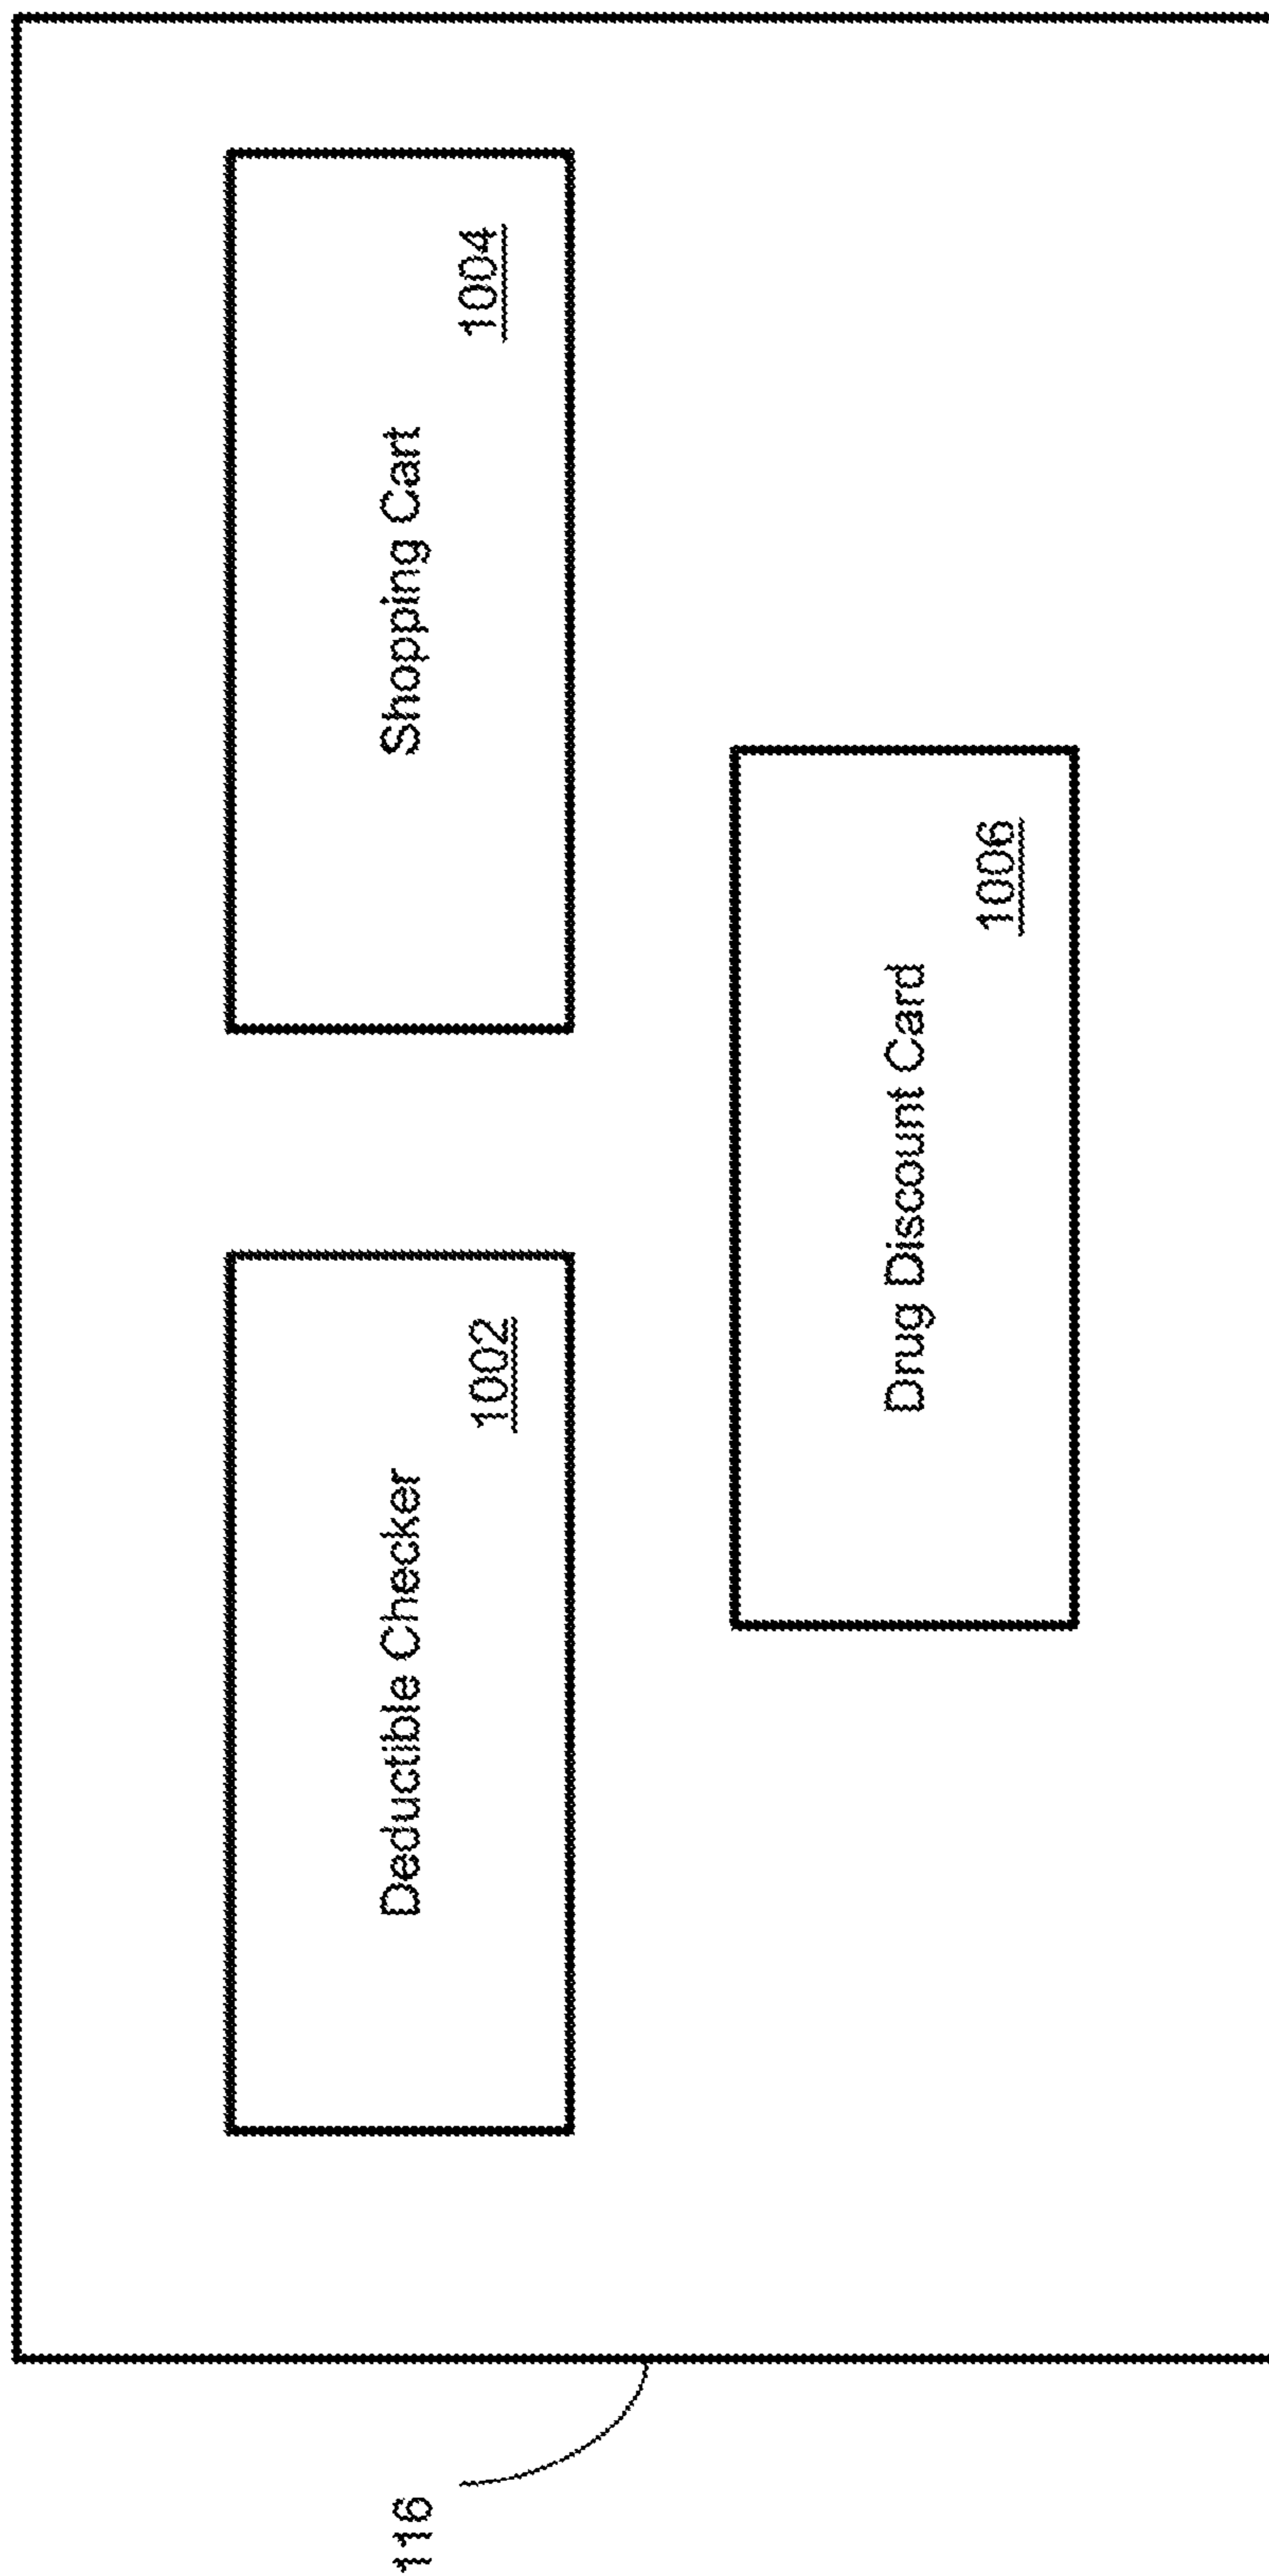 116
Deductible Checker
1002
Shopping Cart
1004
Drug Discount Card
1006